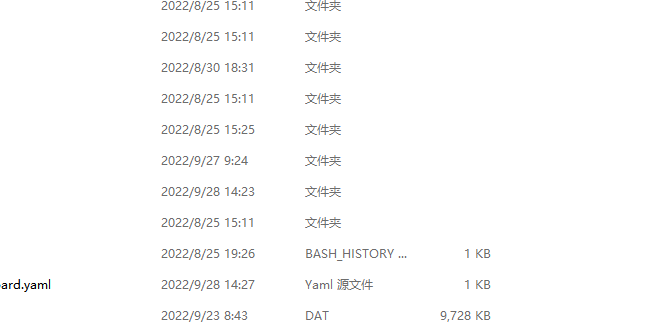 2022/8/25 15:11 文件夹
2022/8/25 15:11 文件夹
2022/8/30 18:31 文件夹
2022/8/25 15:11 文件夹
2022/8/25 15:25 文件夹
2022/9/27 9:24 文件夹
2022/9/28 14:23 文件夹
2022/8/25 15:11 文件夹
2022/8/25 19:26 BASH_HISTORY ... 1 KB
ard.yaml 2022/9/28 14:27 Yaml 源文件 1 KB
2022/9/23 8:43 DAT 9,728 KB